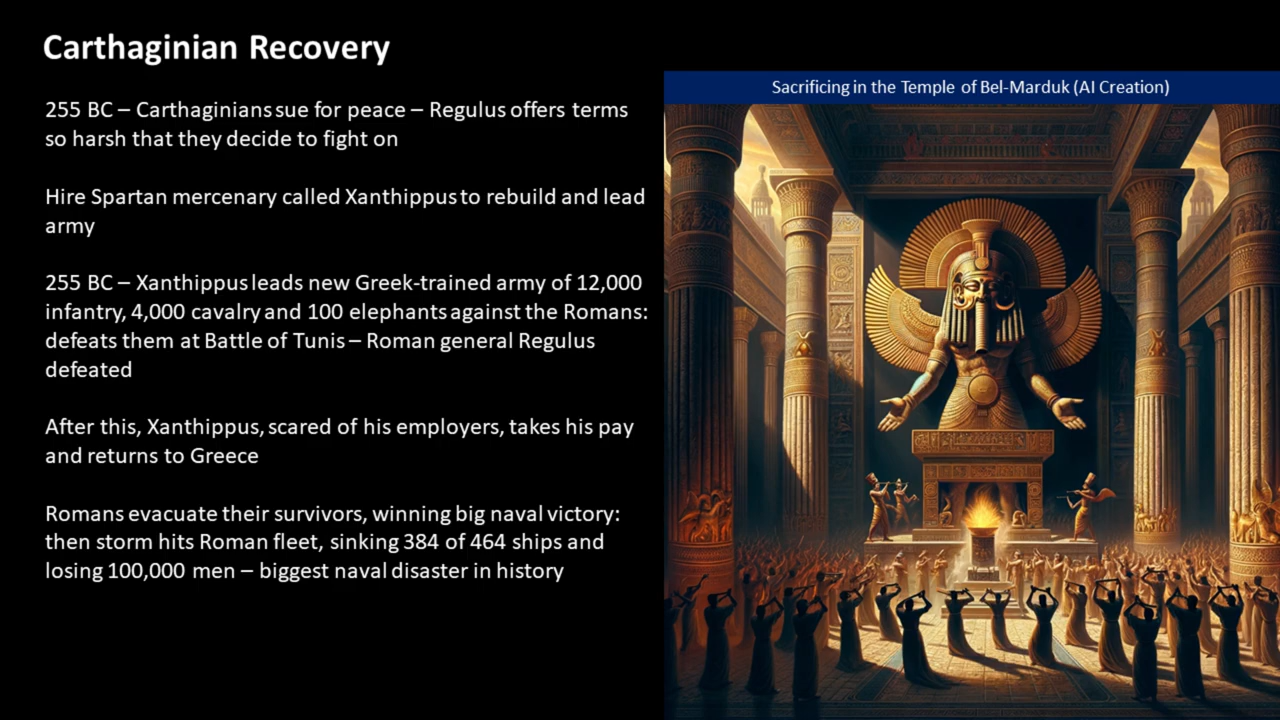 Carthaginian Recovery
255 BC – Carthaginians sue for peace – Regulus offers terms
so harsh that they decide to fight on
Hire Spartan mercenary called Xanthippus to rebuild and lead
army
255 BC – Xanthippus leads new Greek-trained army of 12,000
infantry, 4,000 cavalry and 100 elephants against the Romans:
defeats them at Battle of Tunis – Roman general Regulus
defeated
After this, Xanthippus, scared of his employers, takes his pay
and returns to Greece
Romans evacuate their survivors, winning big naval victory:
then storm hits Roman fleet, sinking 384 of 464 ships and
losing 100,000 men – biggest naval disaster in history
Sacrificing in the Temple of Bel-Marduk (AI Creation)